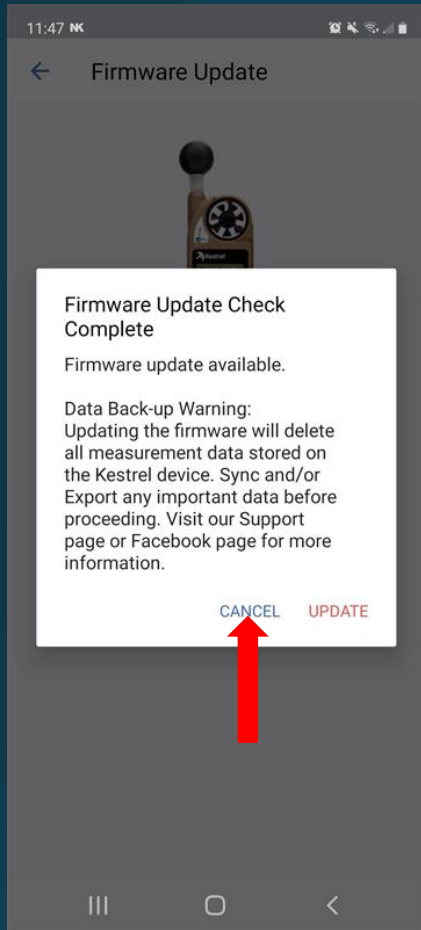 11:47 NK
Firmware Update
Kestrel
Firmware Update Check
Complete
Firmware update available.
Data Back-up Warning:
Updating the firmware will delete
all measurement data stored on
the Kestrel device. Sync and/or
Export any important data before
proceeding. Visit our Support
page or Facebook page for more
information.
CANCEL UPDATE